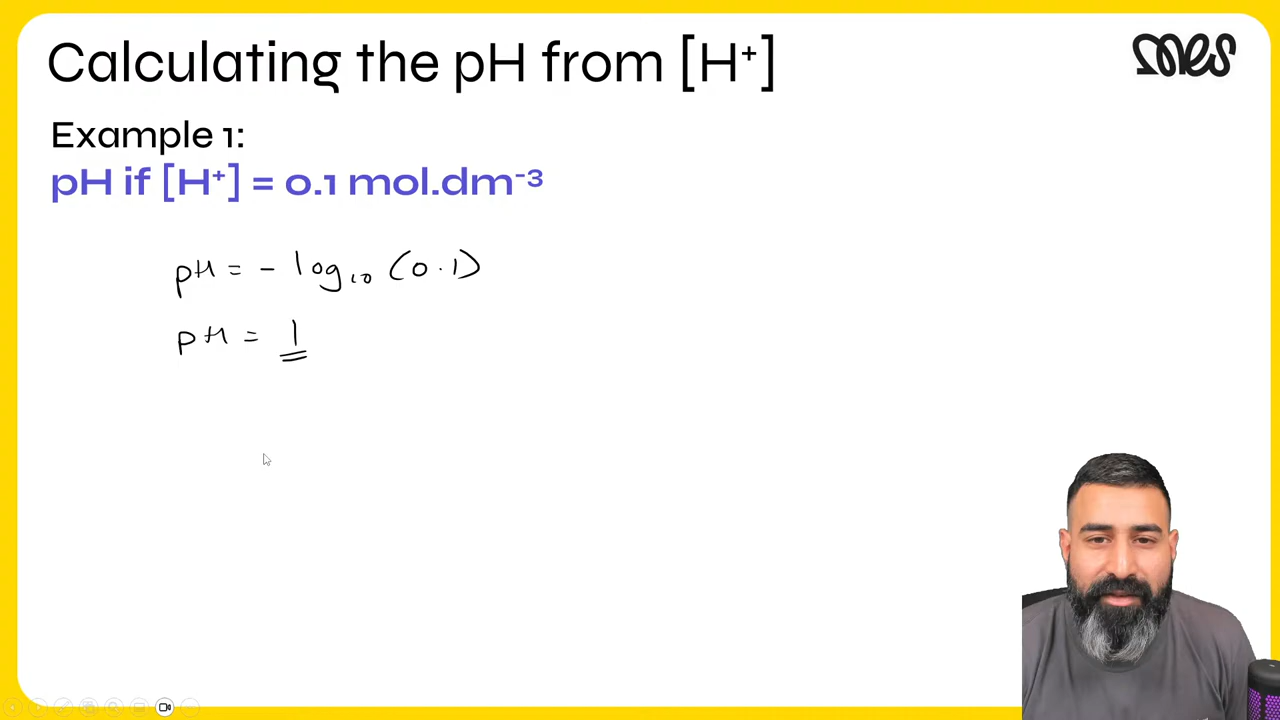 Calculating the pH from [H⁺]
Example 1:
pH if [H⁺] = 0.1 mol.dm⁻³
pH = - log₁₀ (0.1)
pH = 1